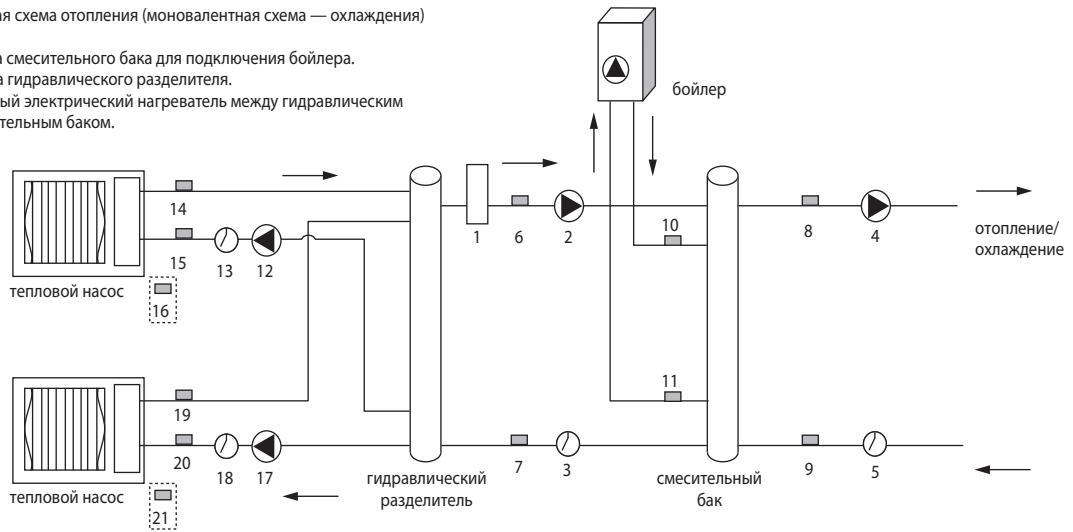 ая схема отопления (моновалентная схема — охлаждения)
а смесительного бака для подключения бойлера.
а гидравлического разделителя.
ный электрический нагреватель между гидравлическим
тельным баком.
бойлер
14
15
13
12
тепловой насос
16
1
6
2
10
8
4
отопление/
охлаждение
11
19
20
18
17
тепловой насос
21
гидравлический
разделитель
7
3
смесительный
бак
9
5